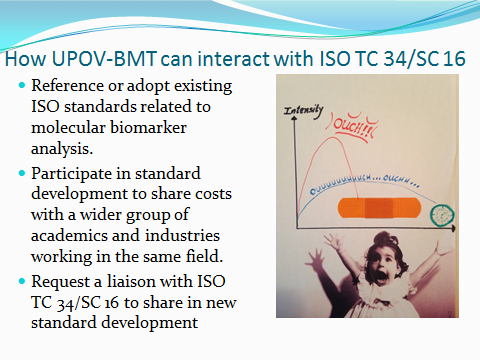 How UPOV-BMT can interact with ISO TC 34/SC 16
Reference or adopt existing
ISO standards related to
molecular biomarker
analysis.
Participate in standard
development to share costs
with a wider group of
academics and industries
working in the same field.
Request a liaison with ISO
TC 34/SC 16 to share in new
standard development
Intensity
OUCH!!!
OUUUUUUUUUCH...OUCHH...